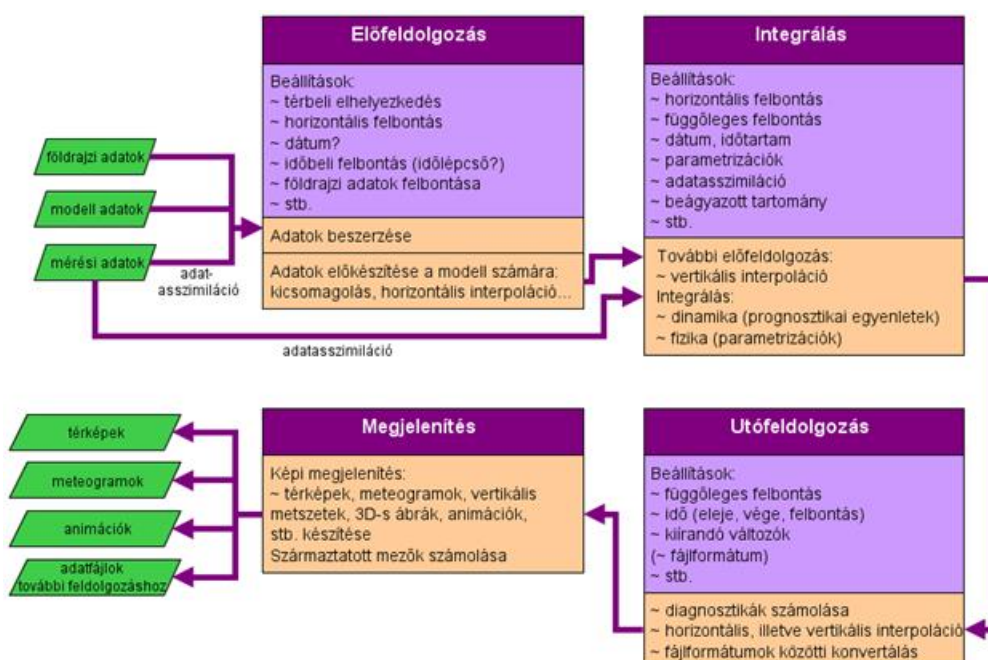 Előfeldolgozás
Beállítások:
~ térbeli elhelyezkedés
~ horizontális felbontás
~ dátum?
~ időbeli felbontás (időlépcső?)
~ földrajzi adatok felbontása
~ stb.
Adatok beszerzése
Adatok előkészítése a modell számára:
kicsomagolás, horizontális interpoláció...
földrajzi adatok
modell adatok
mérési adatok
adat-
asszimiláció
adatasszimiláció
Integrálás
Beállítások:
~ horizontális felbontás
~ függőleges felbontás
~ dátum, időtartam
~ parametrizációk
~ adatasszimiláció
~ beágyazott tartomány
~ stb.
További előfeldolgozás:
~ vertikális interpoláció
Integrálás:
~ dinamika (prognosztikai egyenletek)
~ fizika (parametrizációk)
Utófeldolgozás
Beállítások:
~ függőleges felbontás
~ idő (eleje, vége, felbontás)
~ kiírandó változók
(~ fájlformátum)
~ stb.
~ diagnosztikák számolása
~ horizontális, illetve vertikális interpoláció
~ fájlformátumok közötti konvertálás
Megjelenítés
Képi megjelenítés:
~ térképek, meteogramok, vertikális
metszetek, 3D-s ábrák, animációk,
stb. készítése
Származtatott mezők számolása
térképek
meteogramok
animációk
adatfájlok
további feldolgozáshoz